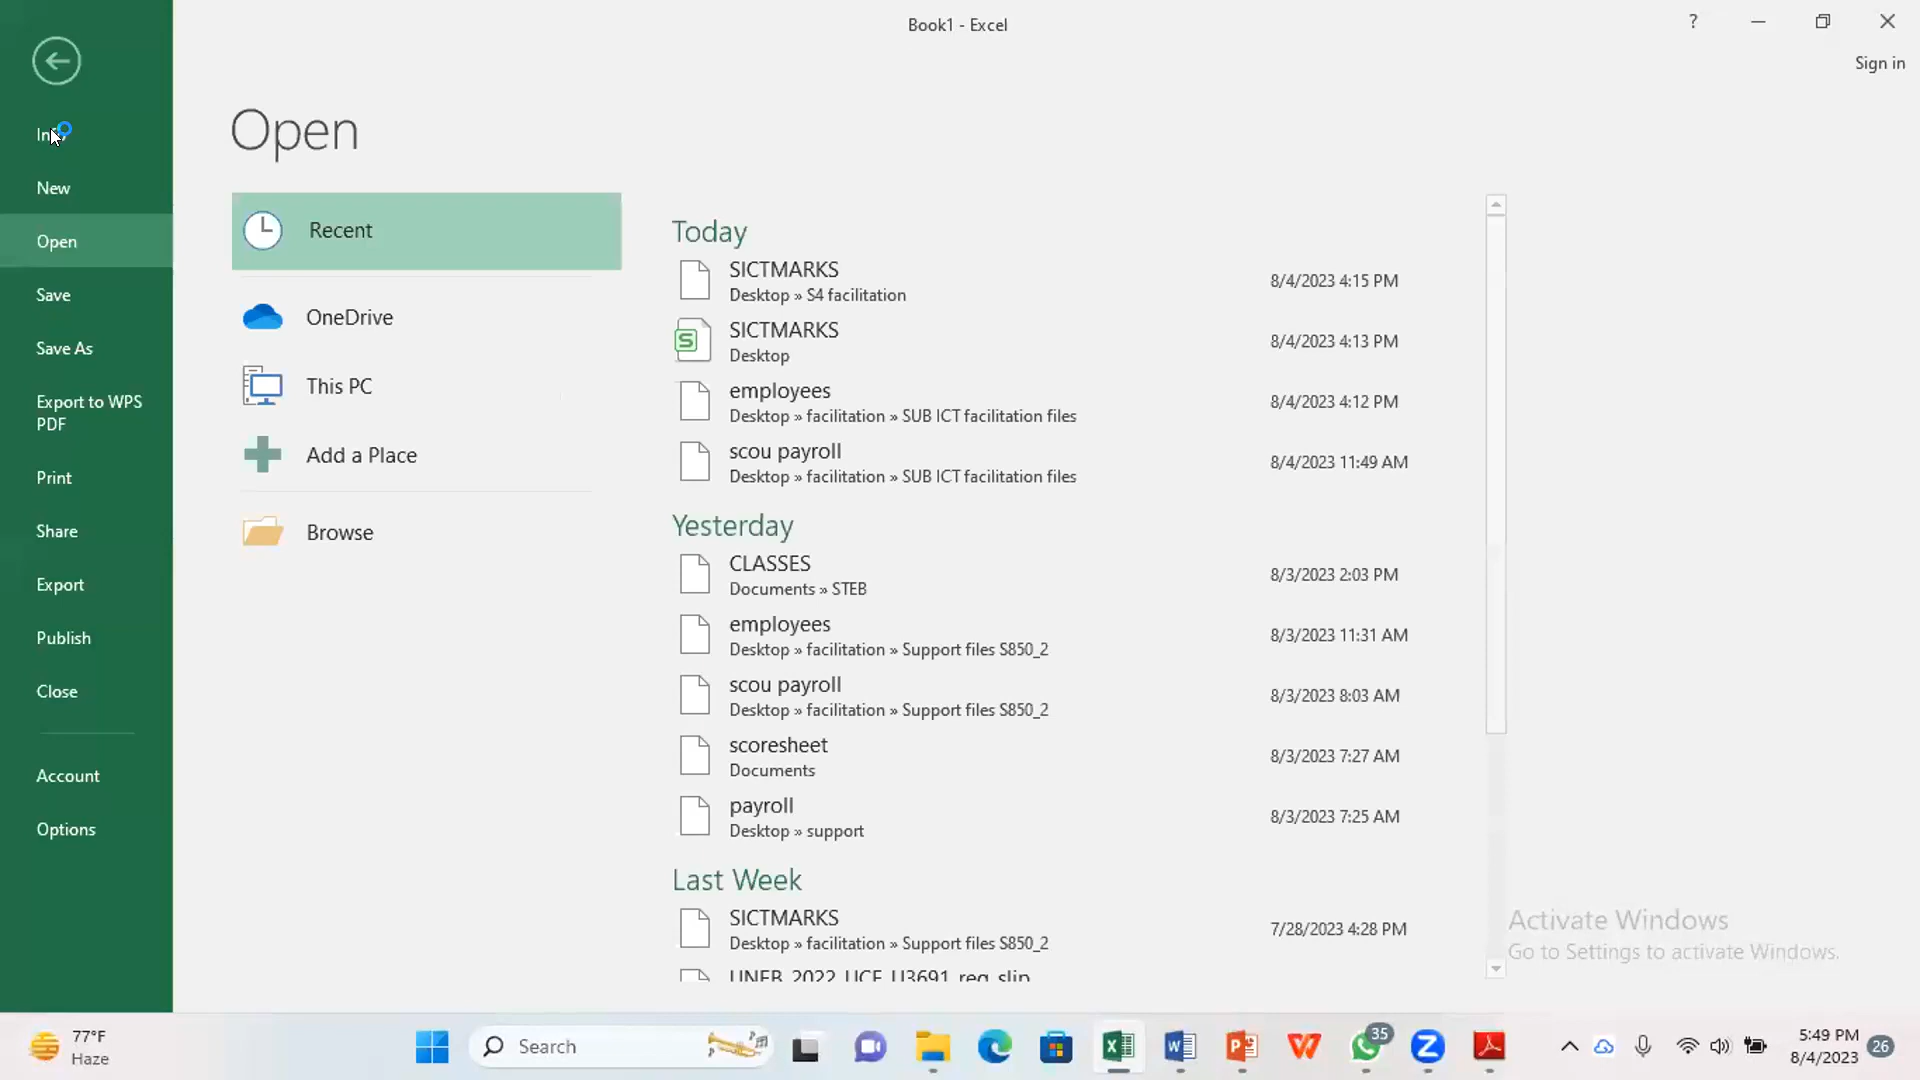 Book1 - Excel
?
Sign in
New
Open
Save
Save As
Export to WPS
PDF
Print
Share
Export
Publish
Close
Account
Options
Open
Recent
OneDrive
This PC
Add a Place
Browse
Today
SICTMARKS
Desktop » S4 facilitation
8/4/2023 4:15 PM
SICTMARKS
Desktop
8/4/2023 4:13 PM
employees
Desktop » facilitation » SUB ICT facilitation files
8/4/2023 4:12 PM
scou payroll
Desktop » facilitation » SUB ICT facilitation files
8/4/2023 11:49 AM
Yesterday
CLASSES
Documents » STEB
8/3/2023 2:03 PM
employees
Desktop » facilitation » Support files S850_2
8/3/2023 11:31 AM
scou payroll
Desktop » facilitation » Support files S850_2
8/3/2023 8:03 AM
scoresheet
Documents
8/3/2023 7:27 AM
payroll
Desktop » support
8/3/2023 7:25 AM
Last Week
SICTMARKS
Desktop » facilitation » Support files S850_2
7/28/2023 4:28 PM
UNEB_2022_UCE_U3691_reg_slip
Activate Windows
Go to Settings to activate Windows.
77°F
Haze
Search
35
5:49 PM
8/4/2023
26